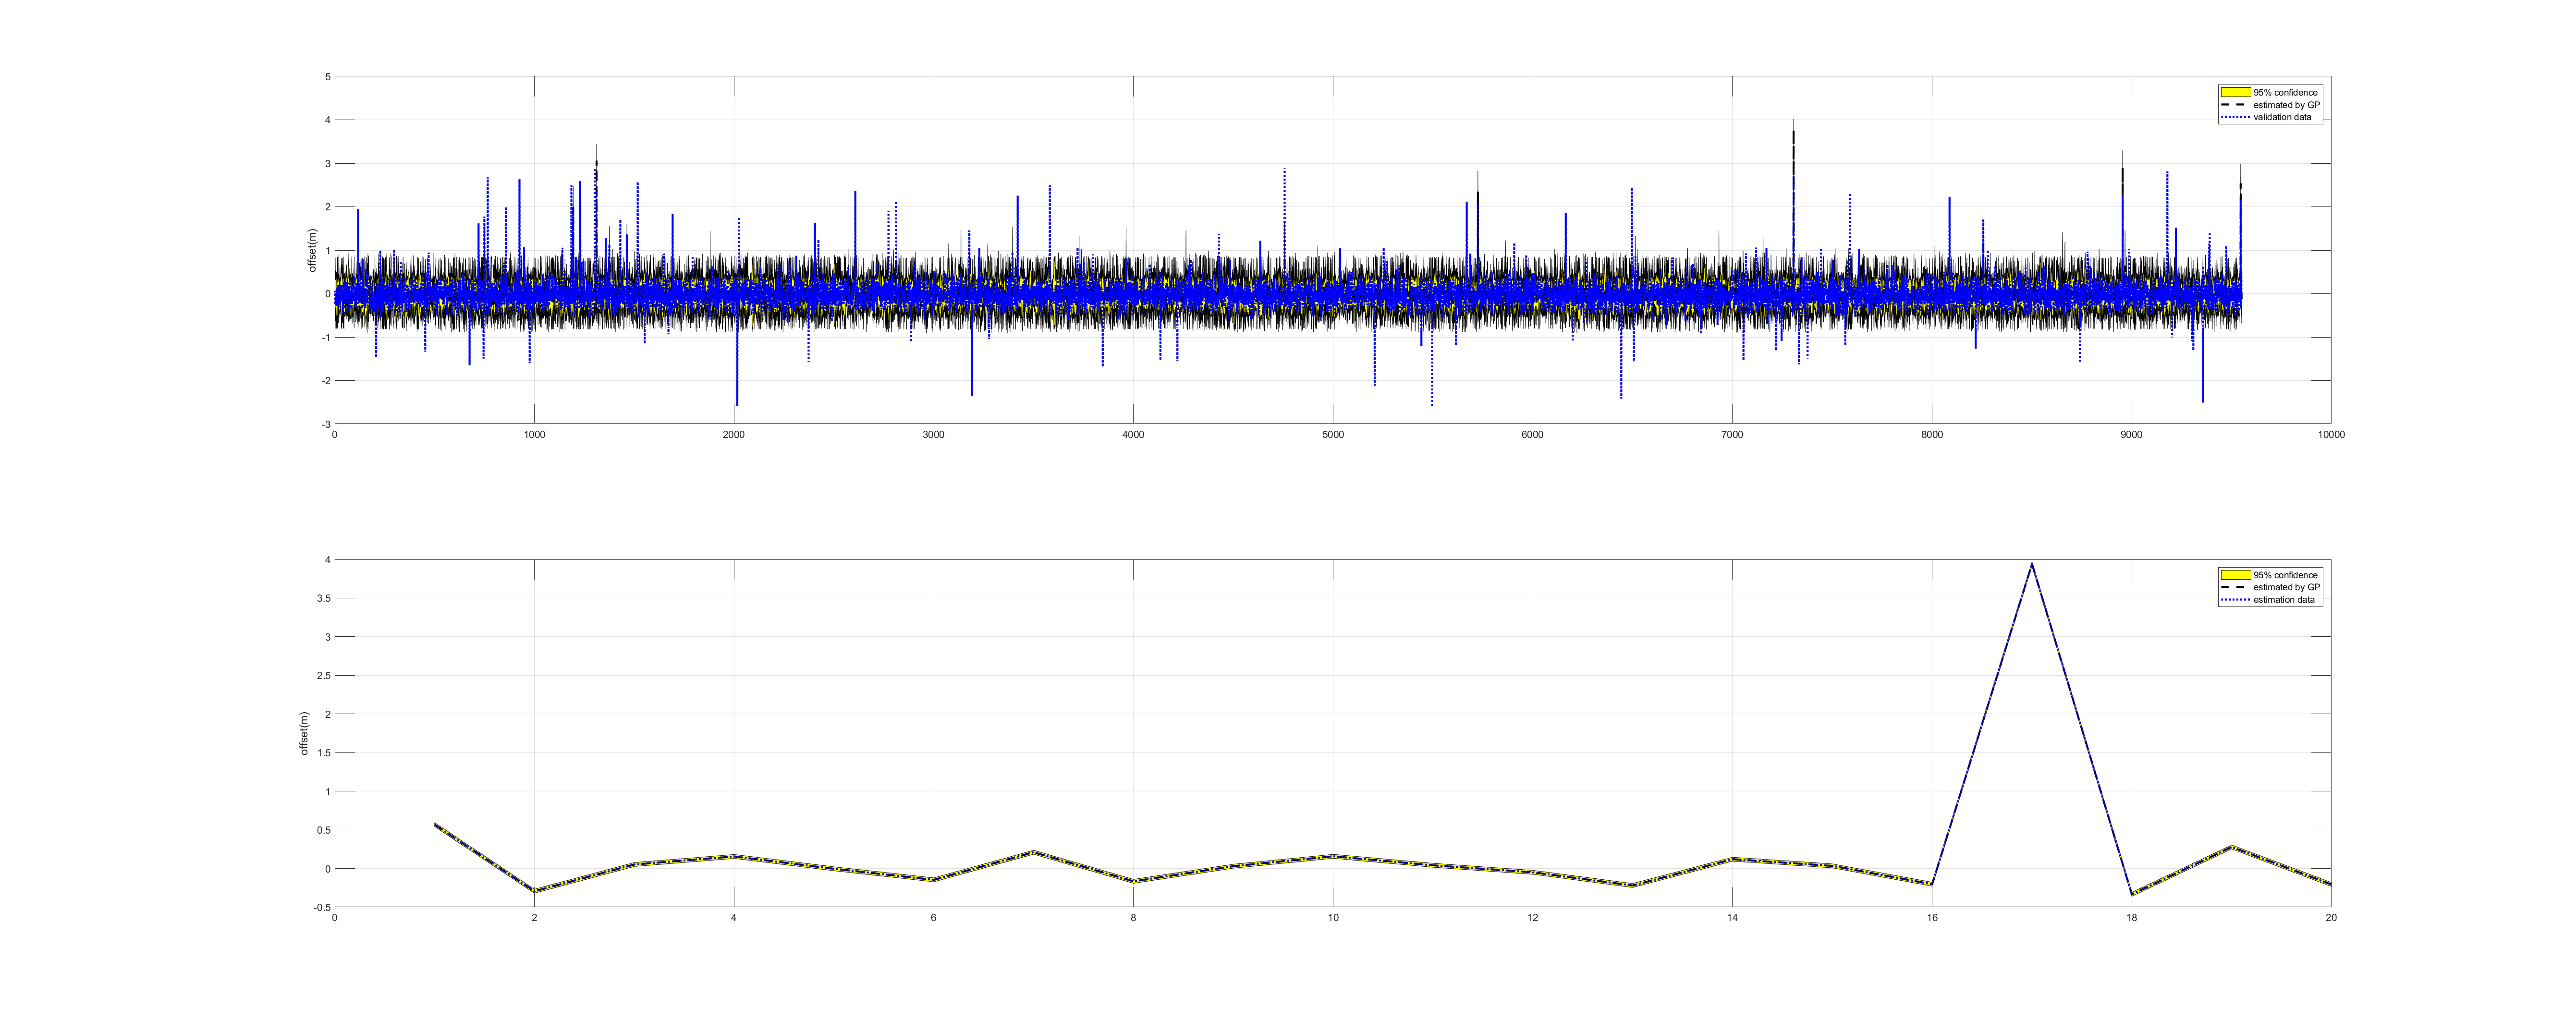 5
4
3
2
1
0
-1
-2
-3
offset(m)
0 1000 2000 3000 4000 5000 6000 7000 8000 9000 10000
95% confidence
estimated by GP
validation data
4
3.5
3
2.5
2
1.5
1
0.5
0
-0.5
offset(m)
0 2 4 6 8 10 12 14 16 18 20
95% confidence
estimated by GP
estimation data